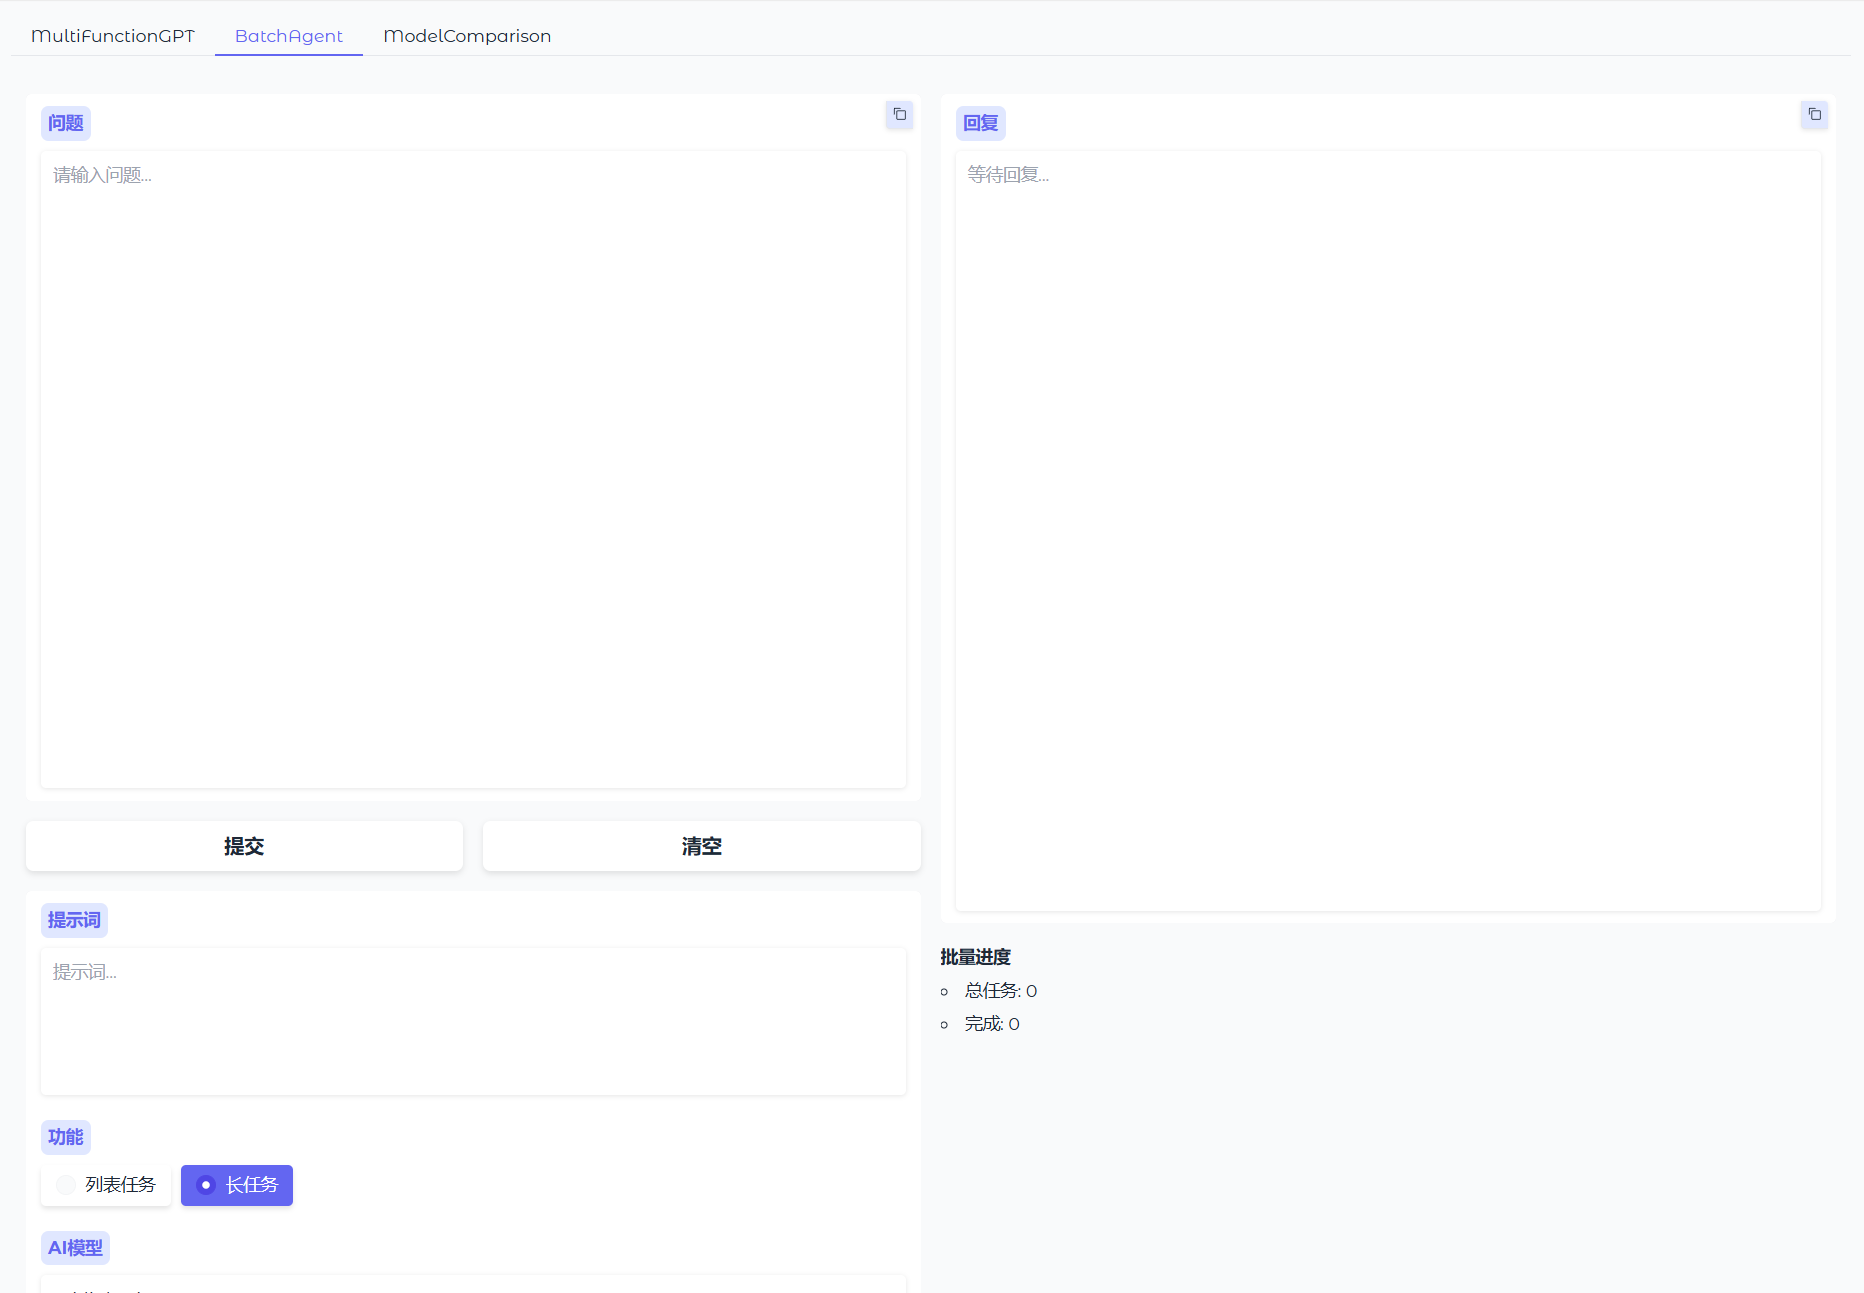 MultiFunctionGPT BatchAgent ModelComparison
问题
请输入问题...
提交 清空
提示词
提示词...
功能
列表任务 长任务
AI模型
回复
等待回复...
批量进度
总任务: 0
完成: 0